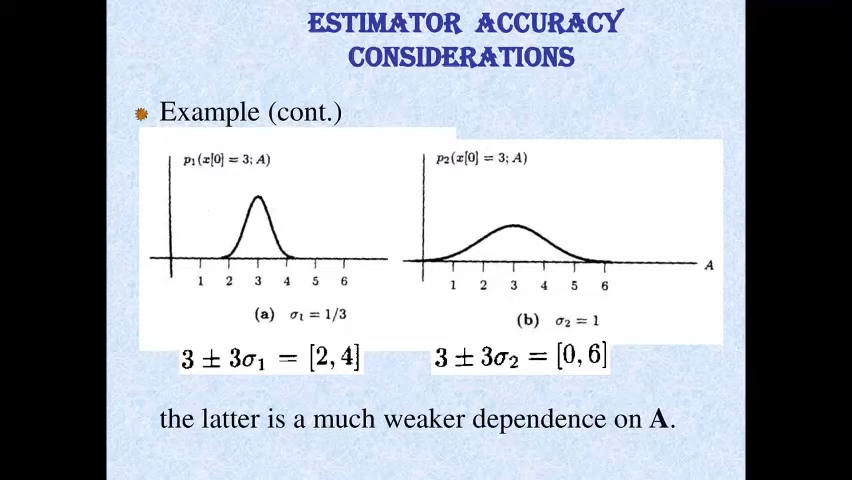 ESTIMATOR ACCURACY
CONSIDERATIONS
Example (cont.)
p₁(x[0] = 3; A)
1 2 3 4 5 6
(a) σ₁ = 1/3
p₂(x[0] = 3; A)
A
1 2 3 4 5 6
(b) σ₂ = 1
3 ± 3σ₁ = [2, 4]
3 ± 3σ₂ = [0, 6]
the latter is a much weaker dependence on A.